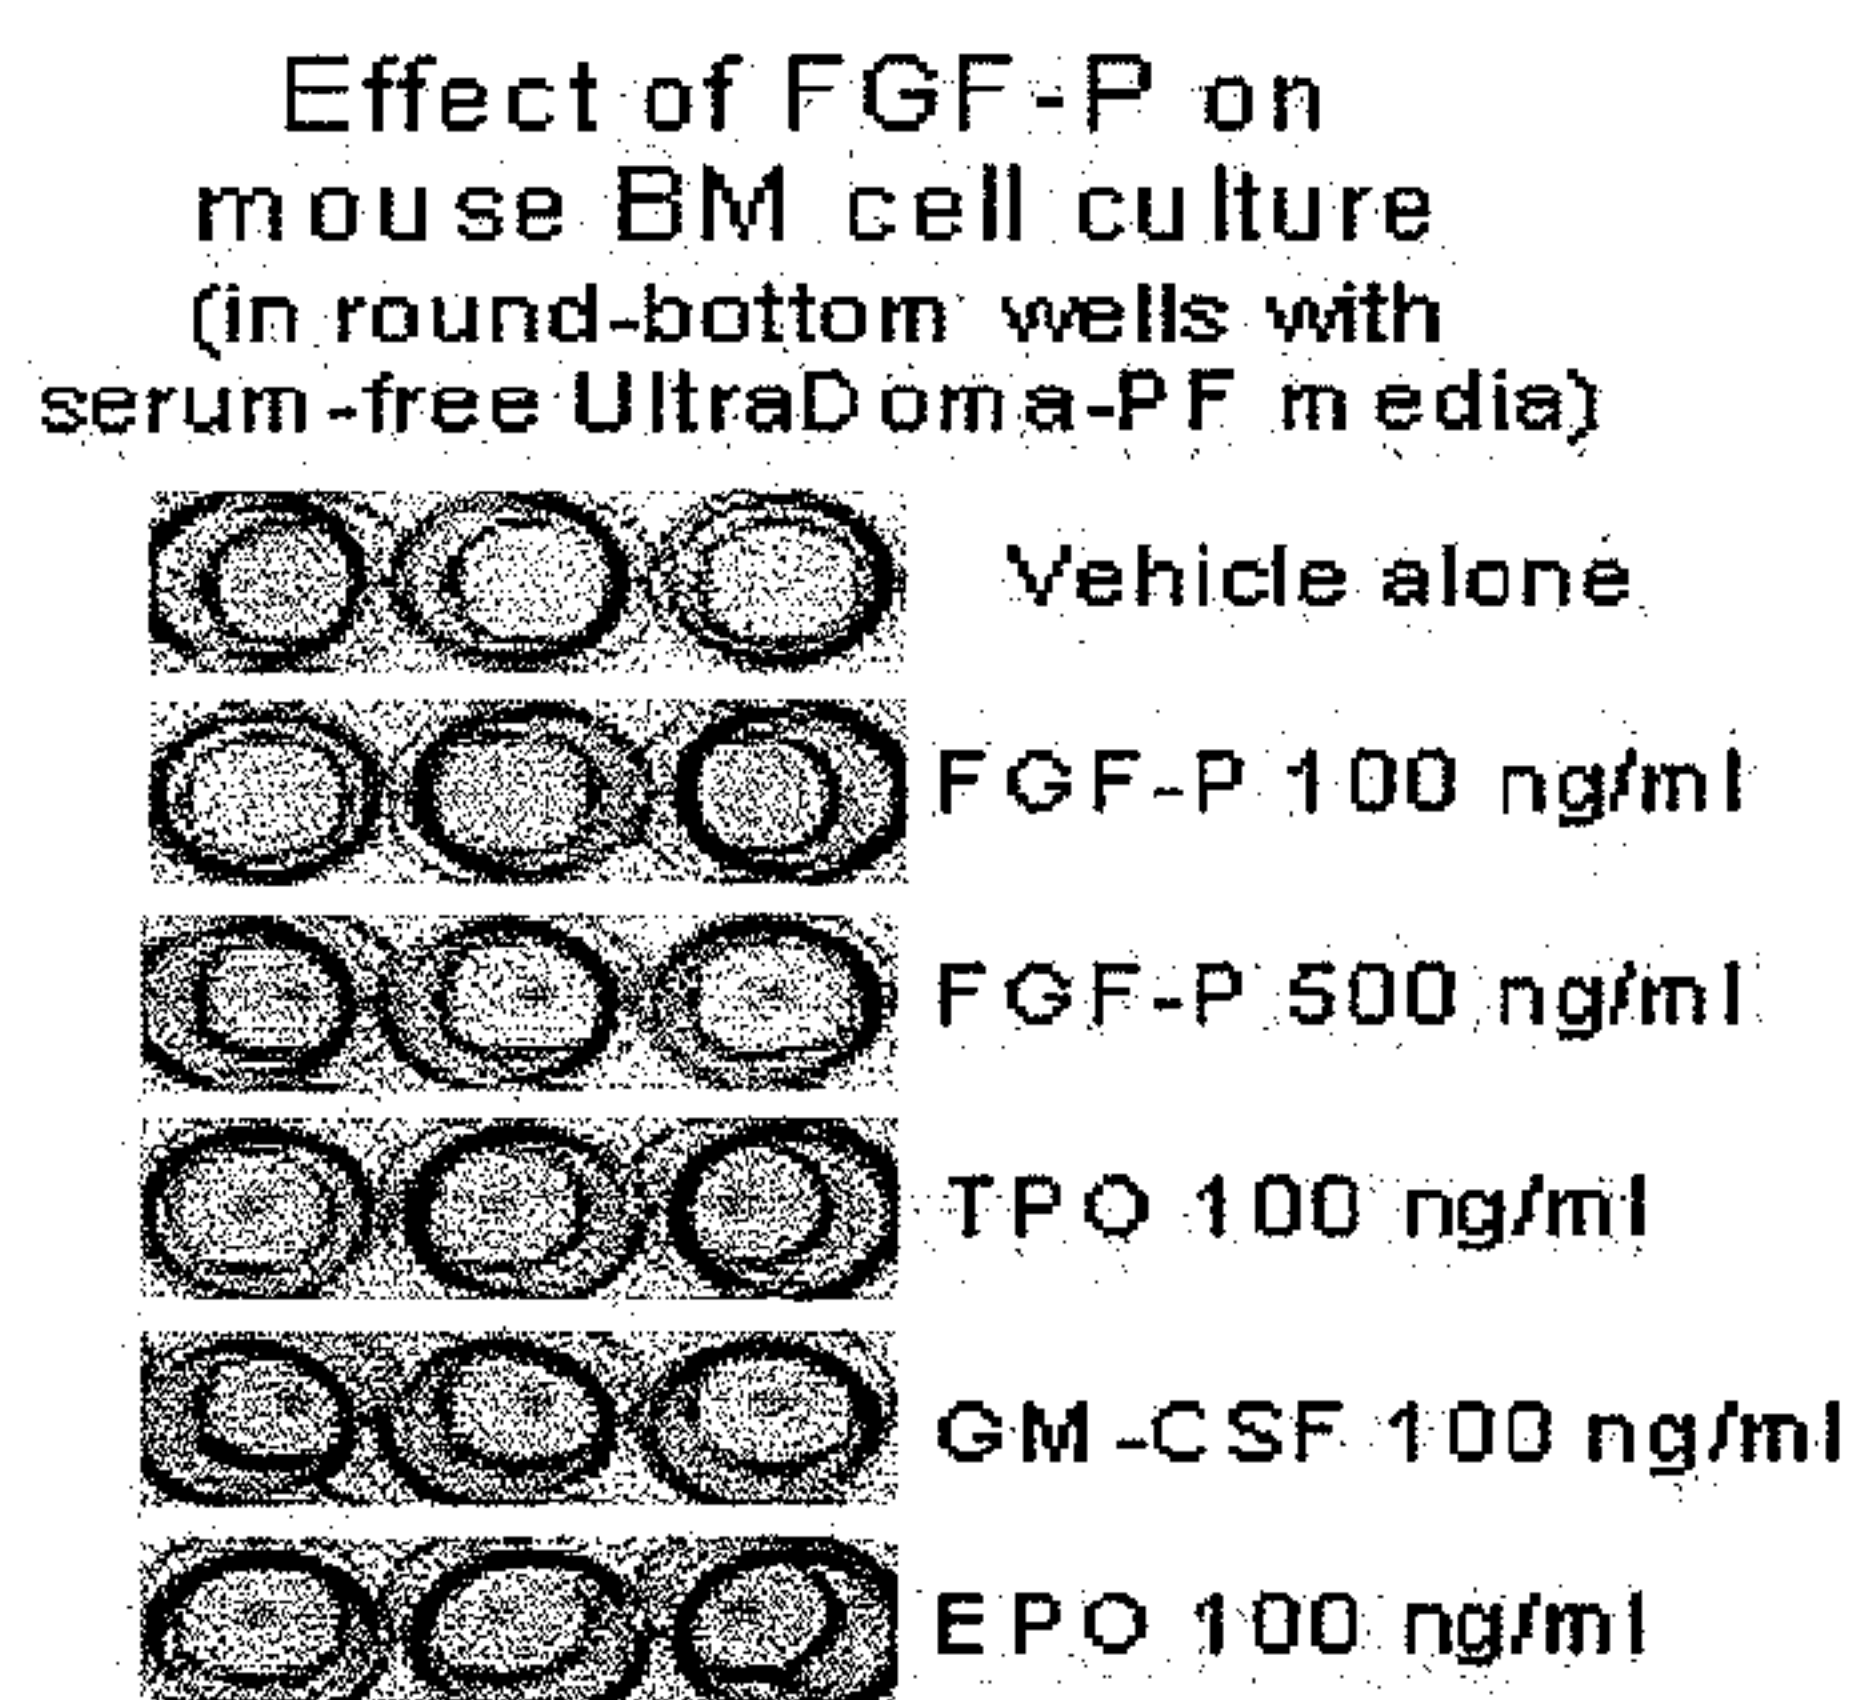 Effect of FGF-P on
mouse BM cell culture
(in round-bottom wells with
serum-free UltraDoma-PF media)
Vehicle alone
FGF-P 100 ng/ml
FGF-P 500 ng/ml
TPO 100 ng/ml
GM-CSF 100 ng/ml
EPO 100 ng/ml